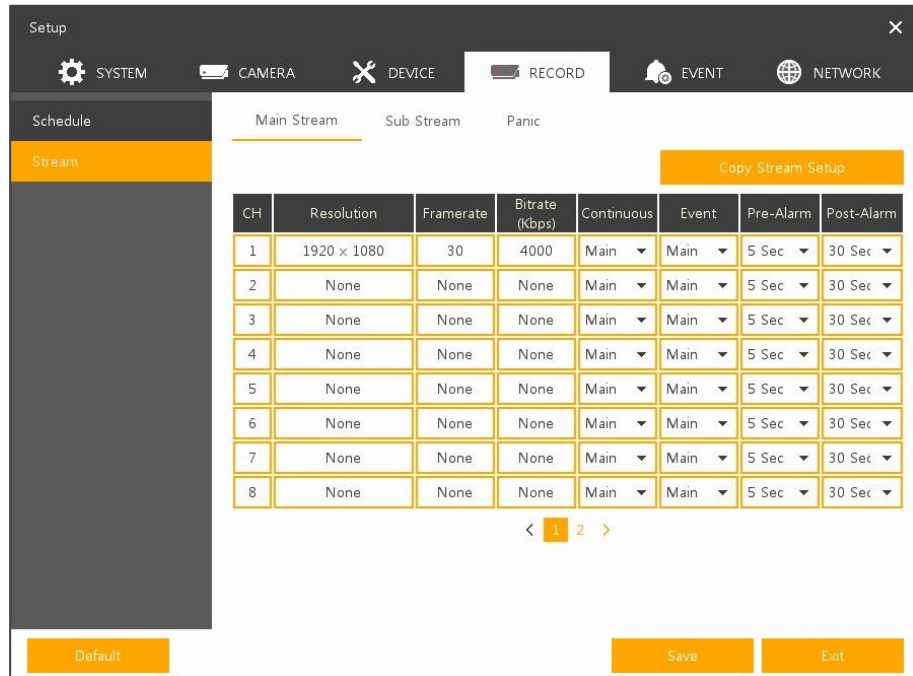 Setup
SYSTEM CAMERA DEVICE RECORD EVENT NETWORK
Schedule
Stream
Main Stream Sub Stream Panic
Copy Stream Setup
CH Resolution Framerate Bitrate (Kbps) Continuous Event Pre-Alarm Post-Alarm
1 1920 x 1080 30 4000 Main Main 5 Sec 30 Sec
2 None None None Main Main 5 Sec 30 Sec
3 None None None Main Main 5 Sec 30 Sec
4 None None None Main Main 5 Sec 30 Sec
5 None None None Main Main 5 Sec 30 Sec
6 None None None Main Main 5 Sec 30 Sec
7 None None None Main Main 5 Sec 30 Sec
8 None None None Main Main 5 Sec 30 Sec
< 1 2 >
Default Save Exit